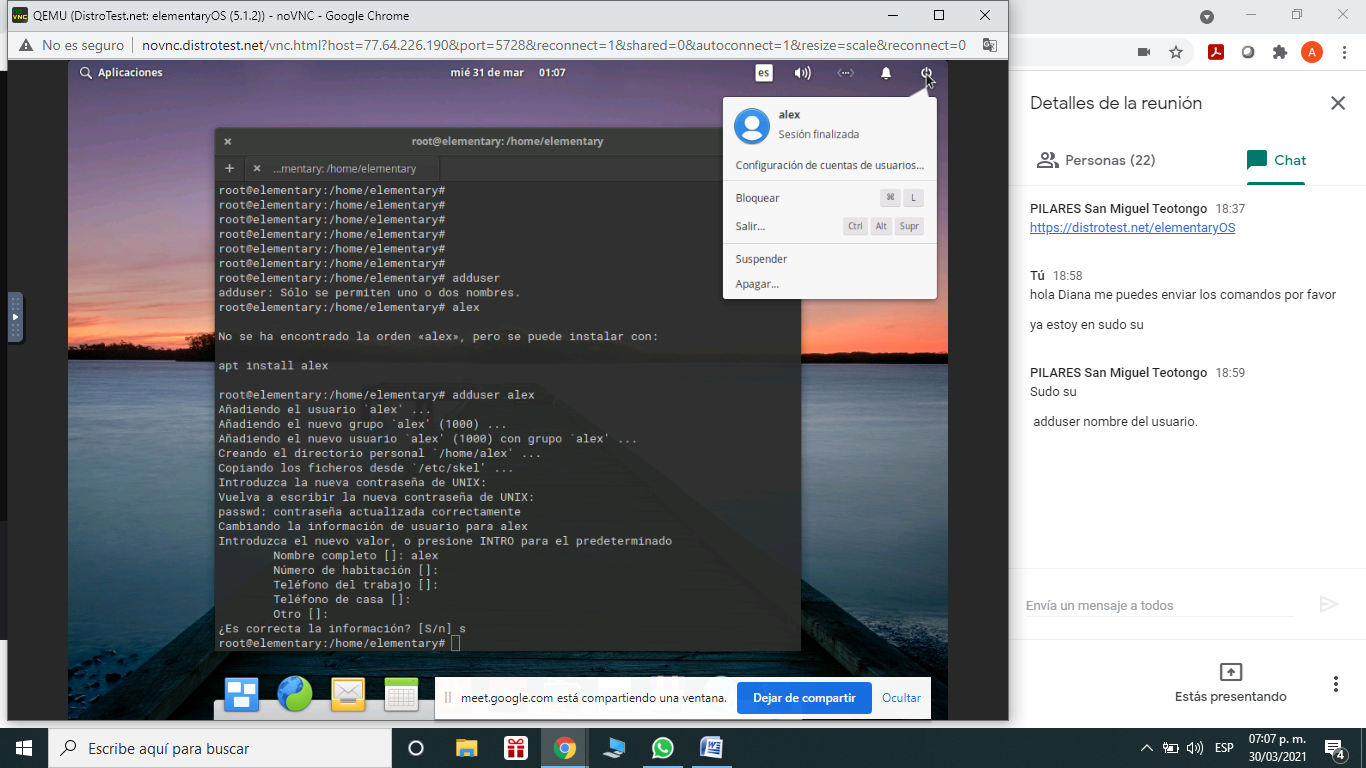 QEMU (DistroTest.net: elementaryOS (5.1.2)) - noVNC - Google Chrome
No es seguro
novnc.distrotest.net/vnc.html?host=77.64.226.190&port=5728&reconnect=1&shared=0&autoconnect=1&resize=scale&reconnect=0
Aplicaciones
mié 31 de mar 01:07
es
alex
Sesión finalizada
Configuración de cuentas de usuarios...
Bloquear ⌘ L
Salir... Ctrl Alt Supr
Suspender
Apagar...
root@elementary: /home/elementary
...mentary: /home/elementary
root@elementary:/home/elementary#
root@elementary:/home/elementary#
root@elementary:/home/elementary#
root@elementary:/home/elementary#
root@elementary:/home/elementary#
root@elementary:/home/elementary#
root@elementary:/home/elementary# adduser
adduser: Sólo se permiten uno o dos nombres.
root@elementary:/home/elementary# alex
No se ha encontrado la orden «alex», pero se puede instalar con:
apt install alex
root@elementary:/home/elementary# adduser alex
Añadiendo el usuario `alex' ...
Añadiendo el nuevo grupo `alex' (1000) ...
Añadiendo el nuevo usuario `alex' (1000) con grupo `alex' ...
Creando el directorio personal `/home/alex' ...
Copiando los ficheros desde `/etc/skel' ...
Introduzca la nueva contraseña de UNIX:
Vuelva a escribir la nueva contraseña de UNIX:
passwd: contraseña actualizada correctamente
Cambiando la información de usuario para alex
Introduzca el nuevo valor, o presione INTRO para el predeterminado
Nombre completo []: alex
Número de habitación []:
Teléfono del trabajo []:
Teléfono de casa []:
Otro []:
¿Es correcta la información? [S/n] s
root@elementary:/home/elementary#
meet.google.com está compartiendo una ventana.
Dejar de compartir
Ocultar
A
Detalles de la reunión
Personas (22)
Chat
PILARES San Miguel Teotongo 18:37
https://distrotest.net/elementaryOS
Tú 18:58
hola Diana me puedes enviar los comandos por favor
ya estoy en sudo su
PILARES San Miguel Teotongo 18:59
Sudo su
adduser nombre del usuario.
Envía un mensaje a todos
Estás presentando
Escribe aquí para buscar
ESP
07:07 p. m.
30/03/2021
4